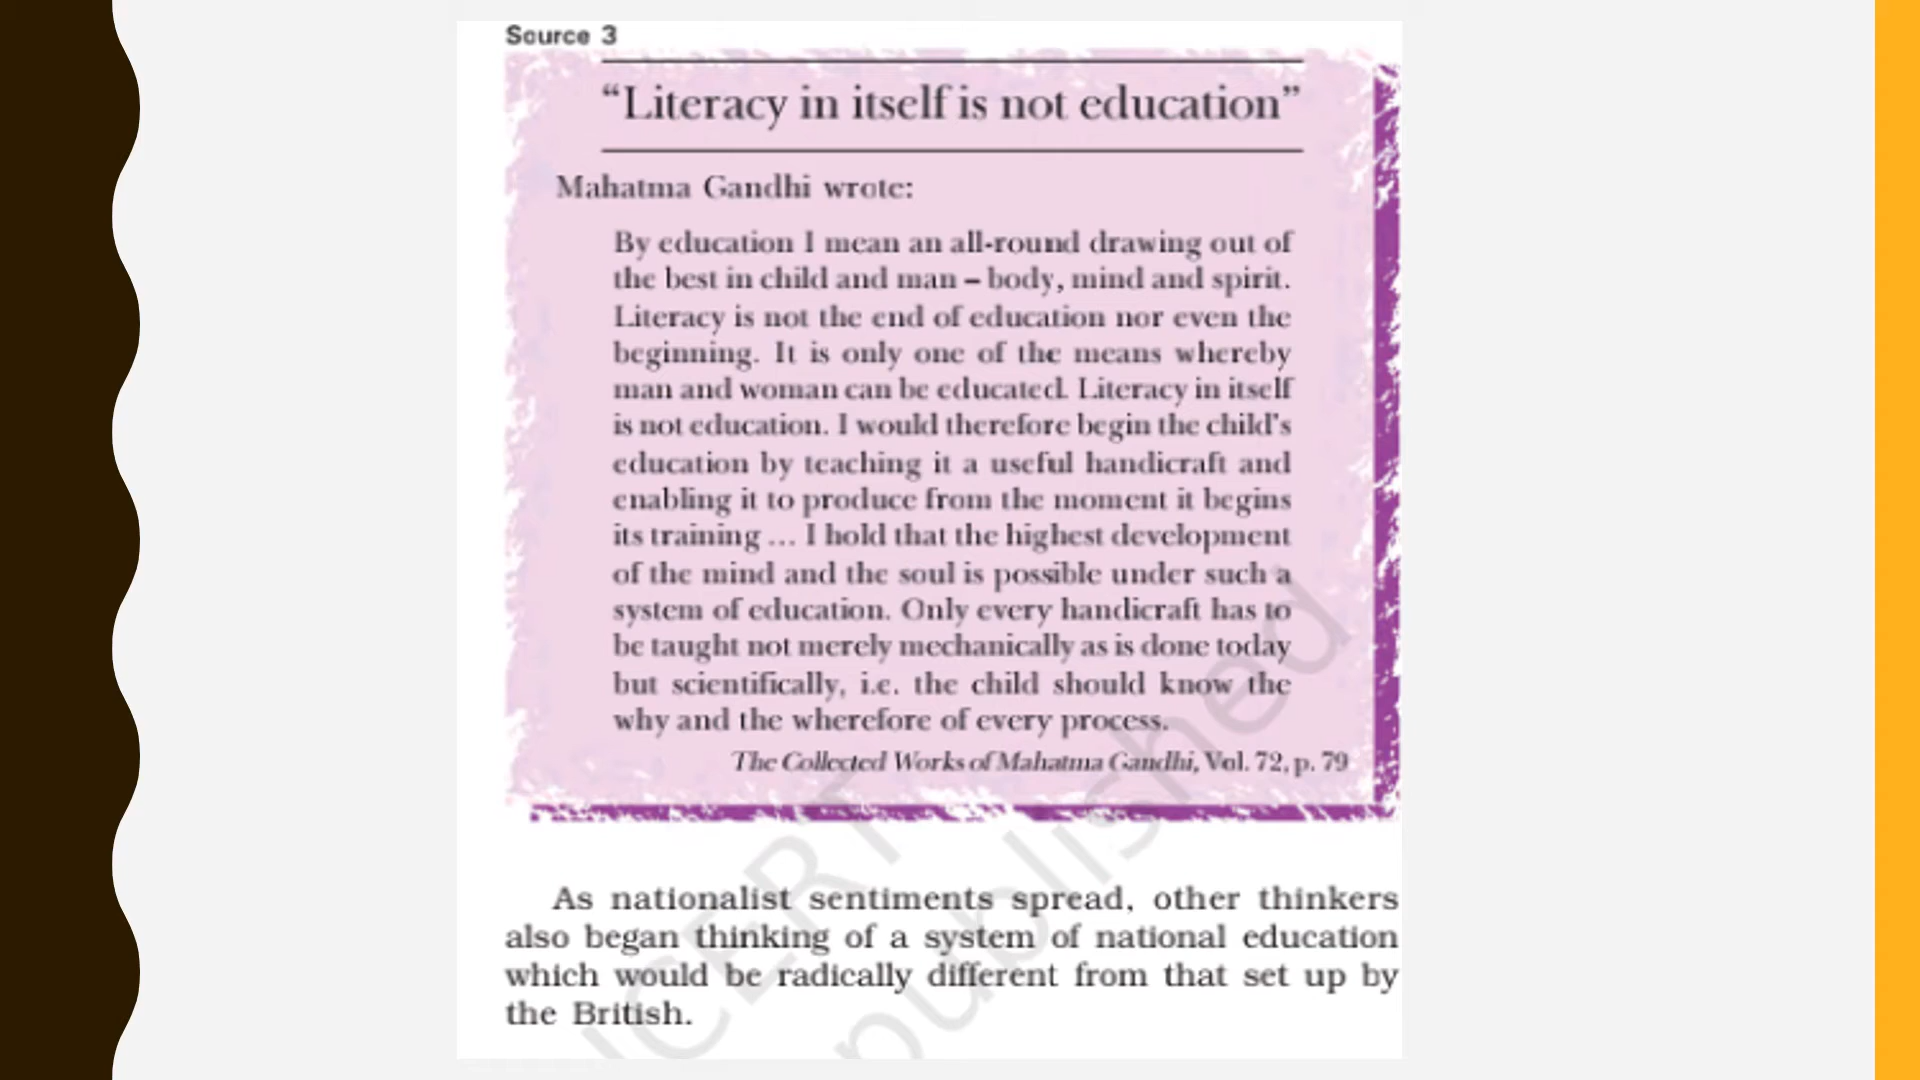 Source 3
“Literacy in itself is not education”
Mahatma Gandhi wrote:
By education I mean an all-round drawing out of
the best in child and man – body, mind and spirit.
Literacy is not the end of education nor even the
beginning. It is only one of the means whereby
man and woman can be educated. Literacy in itself
is not education. I would therefore begin the child's
education by teaching it a useful handicraft and
enabling it to produce from the moment it begins
its training ... I hold that the highest development
of the mind and the soul is possible under such a
system of education. Only every handicraft has to
be taught not merely mechanically as is done today
but scientifically, i.e. the child should know the
why and the wherefore of every process.
The Collected Works of Mahatma Gandhi, Vol. 72, p. 79
As nationalist sentiments spread, other thinkers
also began thinking of a system of national education
which would be radically different from that set up by
the British.
NCERT
published